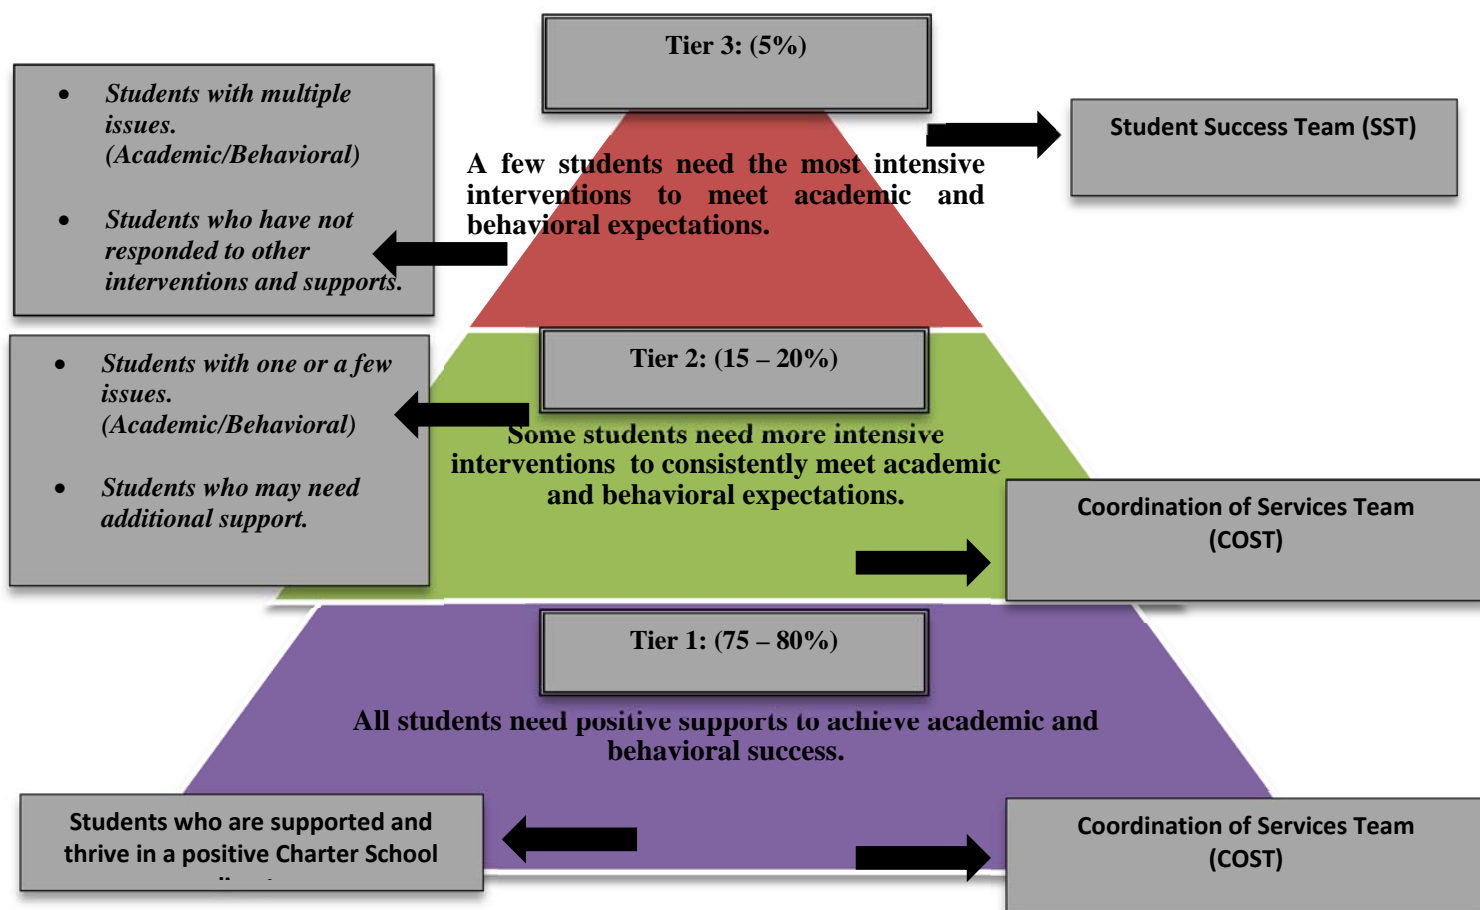 Tier 3: (5%)
• Students with multiple
issues.
(Academic/Behavioral)
• Students who have not
responded to other
interventions and supports.
Student Success Team (SST)
A few students need the most intensive
interventions to meet academic and
behavioral expectations.
Tier 2: (15 – 20%)
• Students with one or a few
issues.
(Academic/Behavioral)
• Students who may need
additional support.
Some students need more intensive
interventions to consistently meet academic
and behavioral expectations.
Coordination of Services Team
(COST)
Tier 1: (75 – 80%)
All students need positive supports to achieve academic and
behavioral success.
Students who are supported and
thrive in a positive Charter School
Coordination of Services Team
(COST)